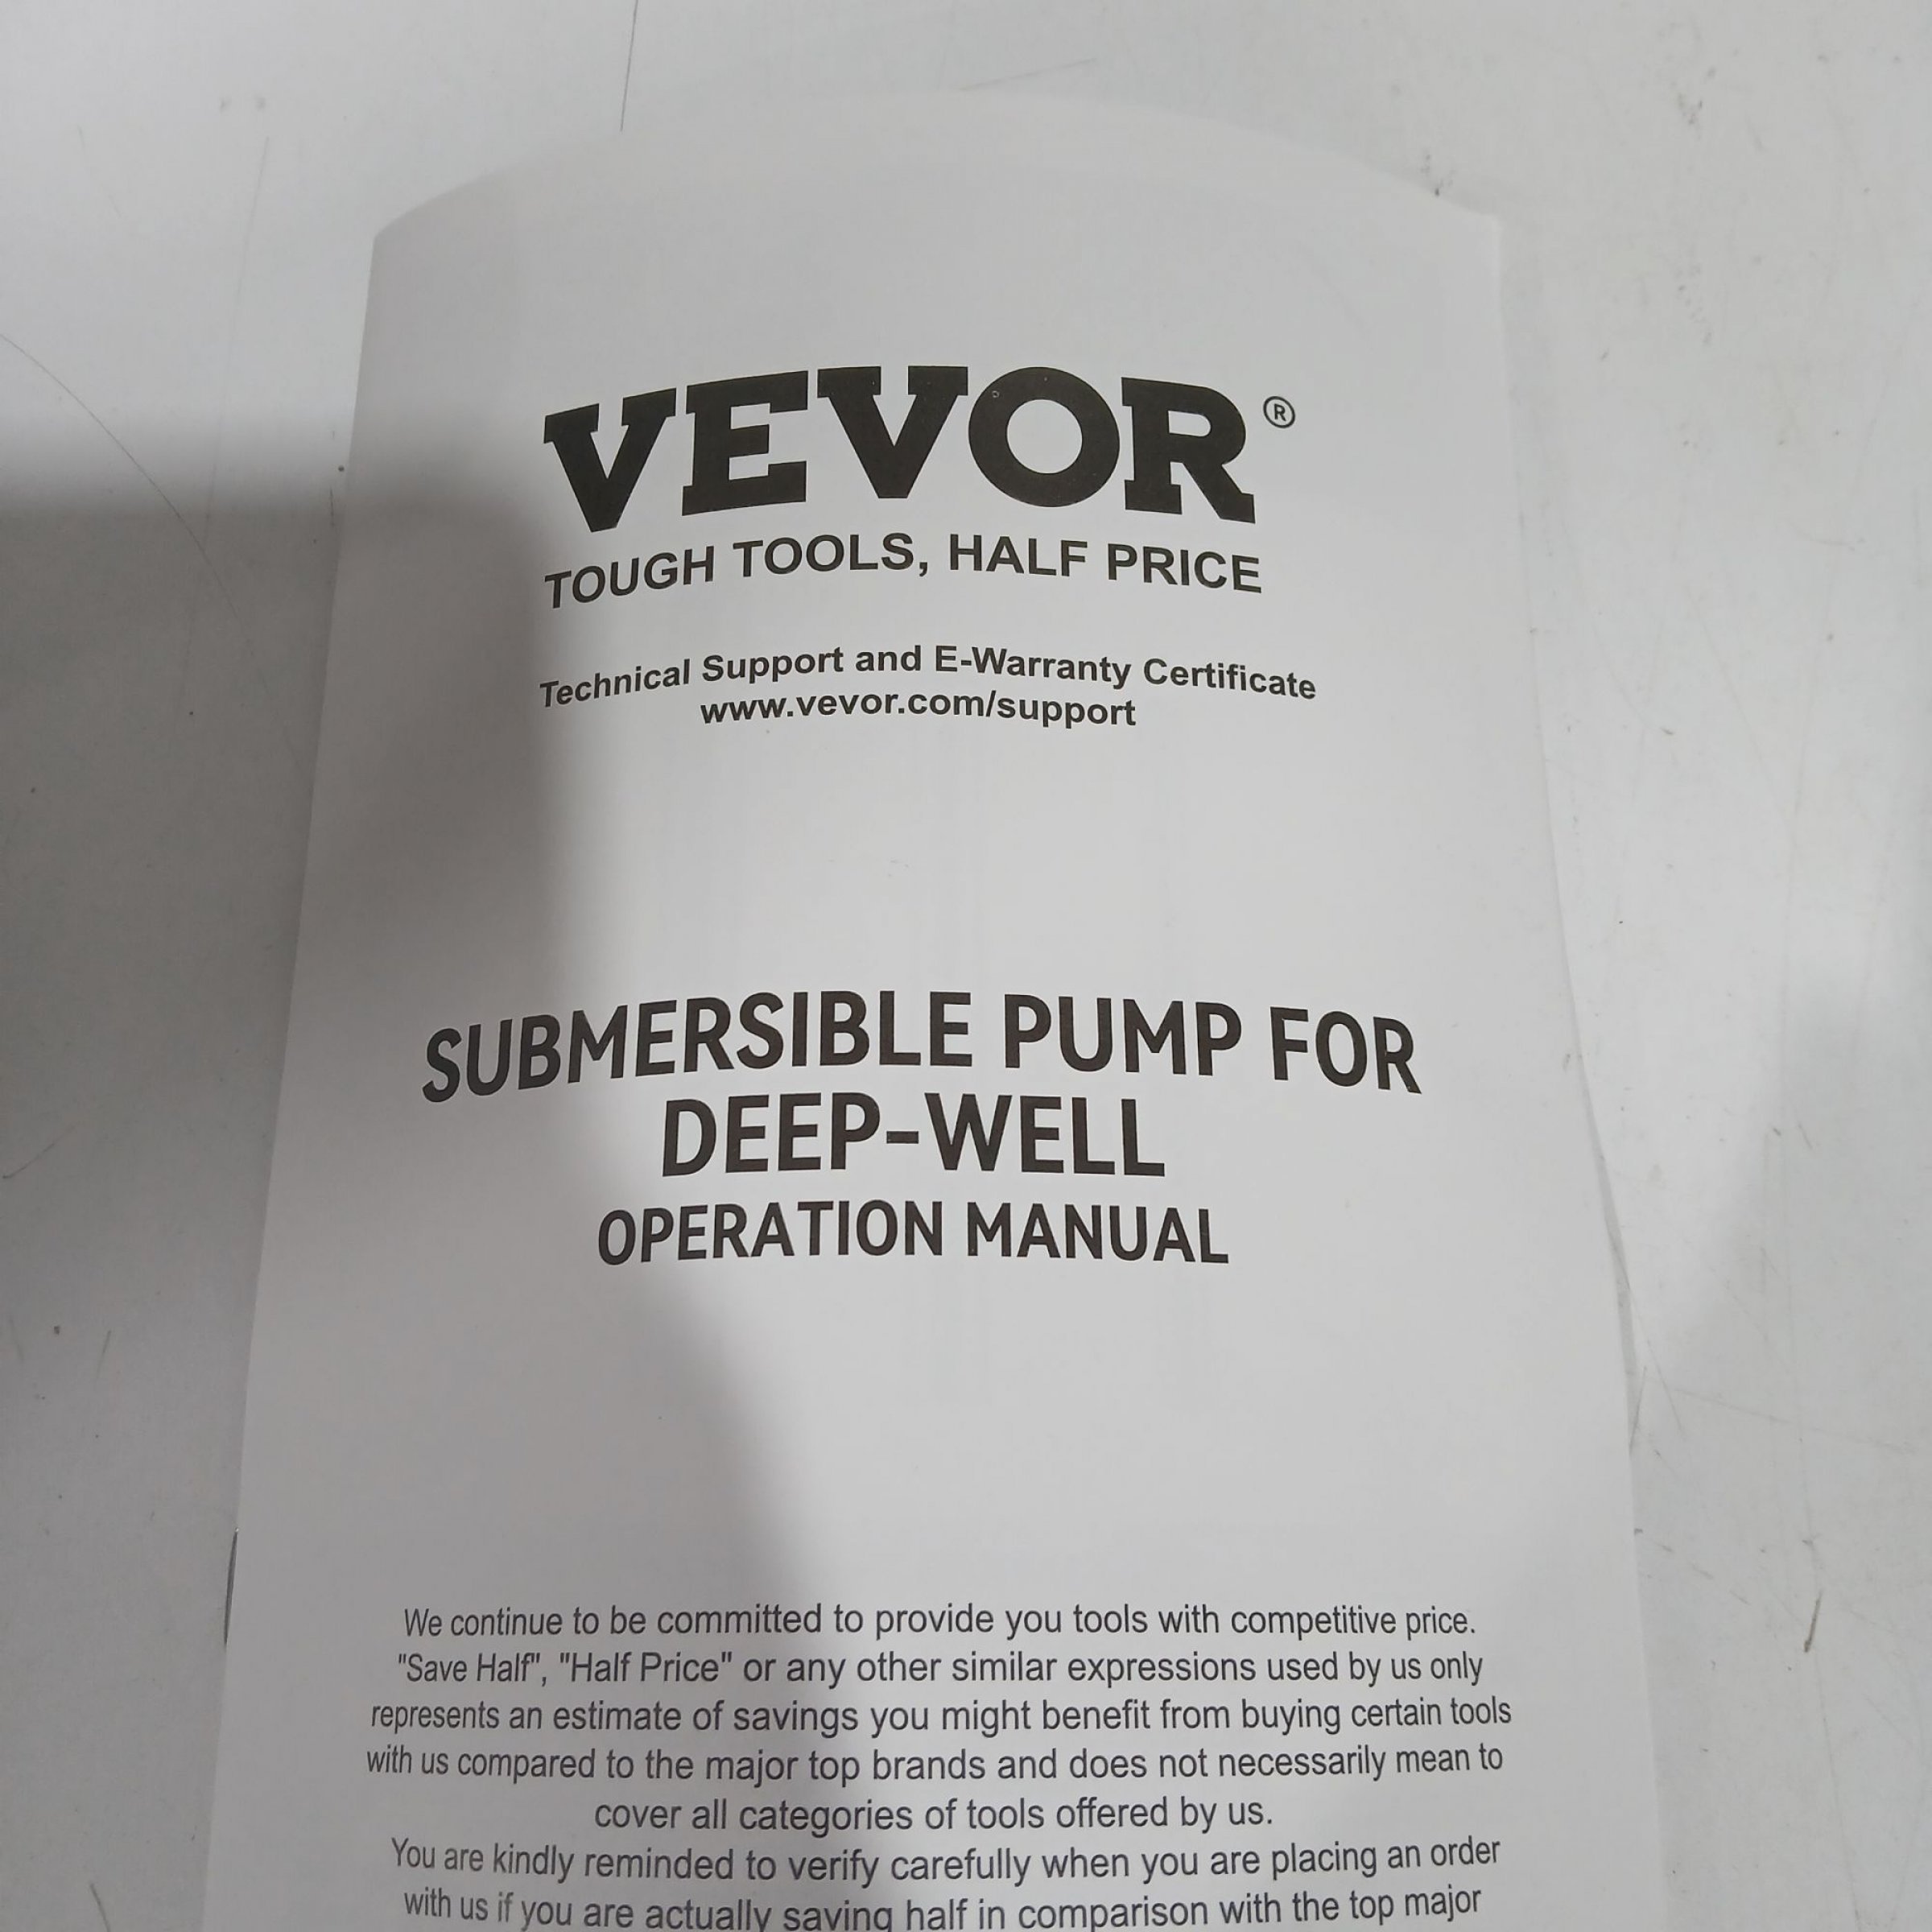 VEVOR®
TOUGH TOOLS, HALF PRICE
Technical Support and E-Warranty Certificate
www.vevor.com/support
SUBMERSIBLE PUMP FOR
DEEP-WELL
OPERATION MANUAL
We continue to be committed to provide you tools with competitive price.
"Save Half", "Half Price" or any other similar expressions used by us only
represents an estimate of savings you might benefit from buying certain tools
with us compared to the major top brands and does not necessarily mean to
cover all categories of tools offered by us.
You are kindly reminded to verify carefully when you are placing an order
with us if you are actually saving half in comparison with the top major